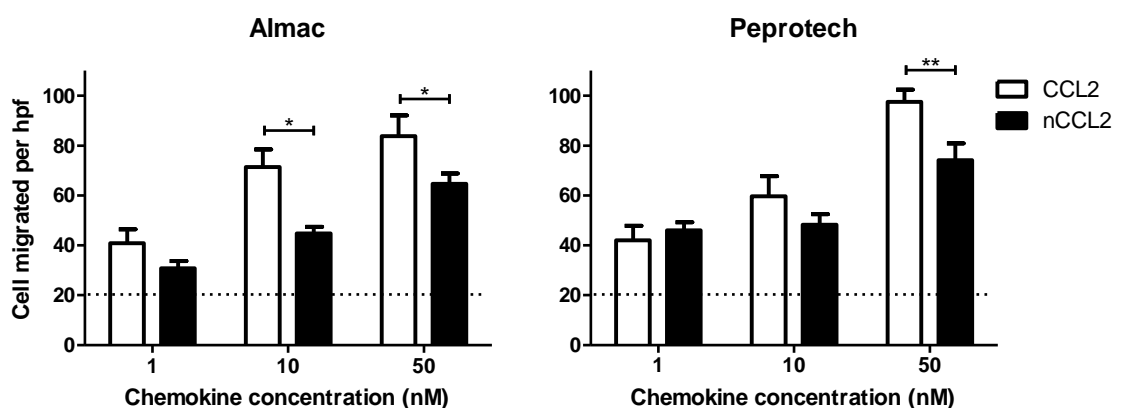 Almac
Cell migrated per hpf
100
80
60
40
20
0
*
*
1 10 50
Chemokine concentration (nM)
Peprotech
100
80
60
40
20
0
**
1 10 50
Chemokine concentration (nM)
CCL2
nCCL2